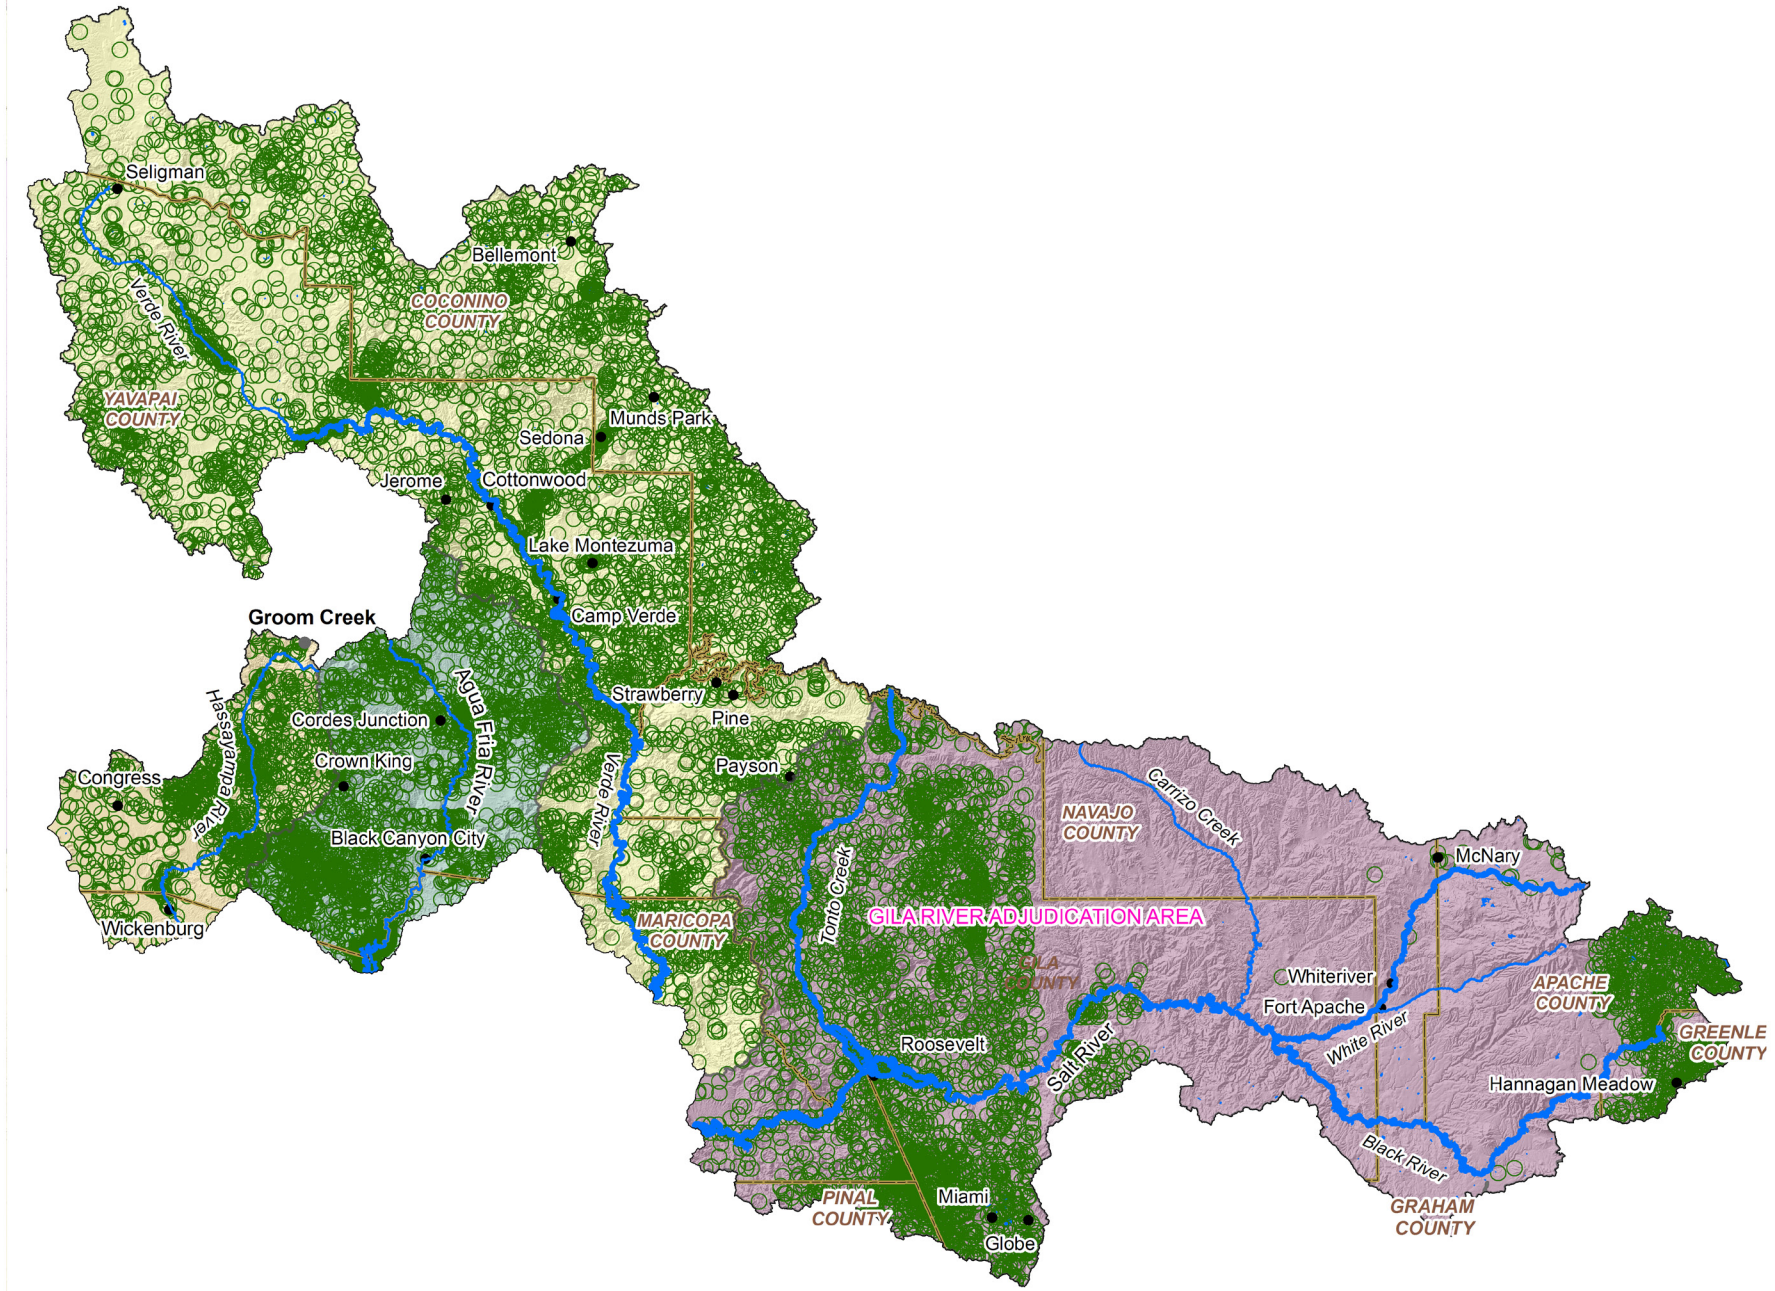 Seligman
Bellemont
Verde River
COCONINO
COUNTY
YAVAPAI
COUNTY
Munds Park
Sedona
Jerome
Cottonwood
Lake Montezuma
Camp Verde
Groom Creek
Strawberry
Pine
Hassayampa River
Agua Fria River
Cordes Junction
Crown King
Congress
Verde River
Payson
Black Canyon City
Wickenburg
Carrizo Creek
NAVAJO
COUNTY
McNary
Tonto Creek
GILA RIVER ADJUDICATION AREA
MARICOPA
COUNTY
GILA
COUNTY
Whiteriver
Fort Apache
APACHE
COUNTY
White River
Roosevelt
Salt River
GREENLE
COUNTY
Hannagan Meadow
Black River
PINAL
COUNTY
Miami
Globe
GRAHAM
COUNTY